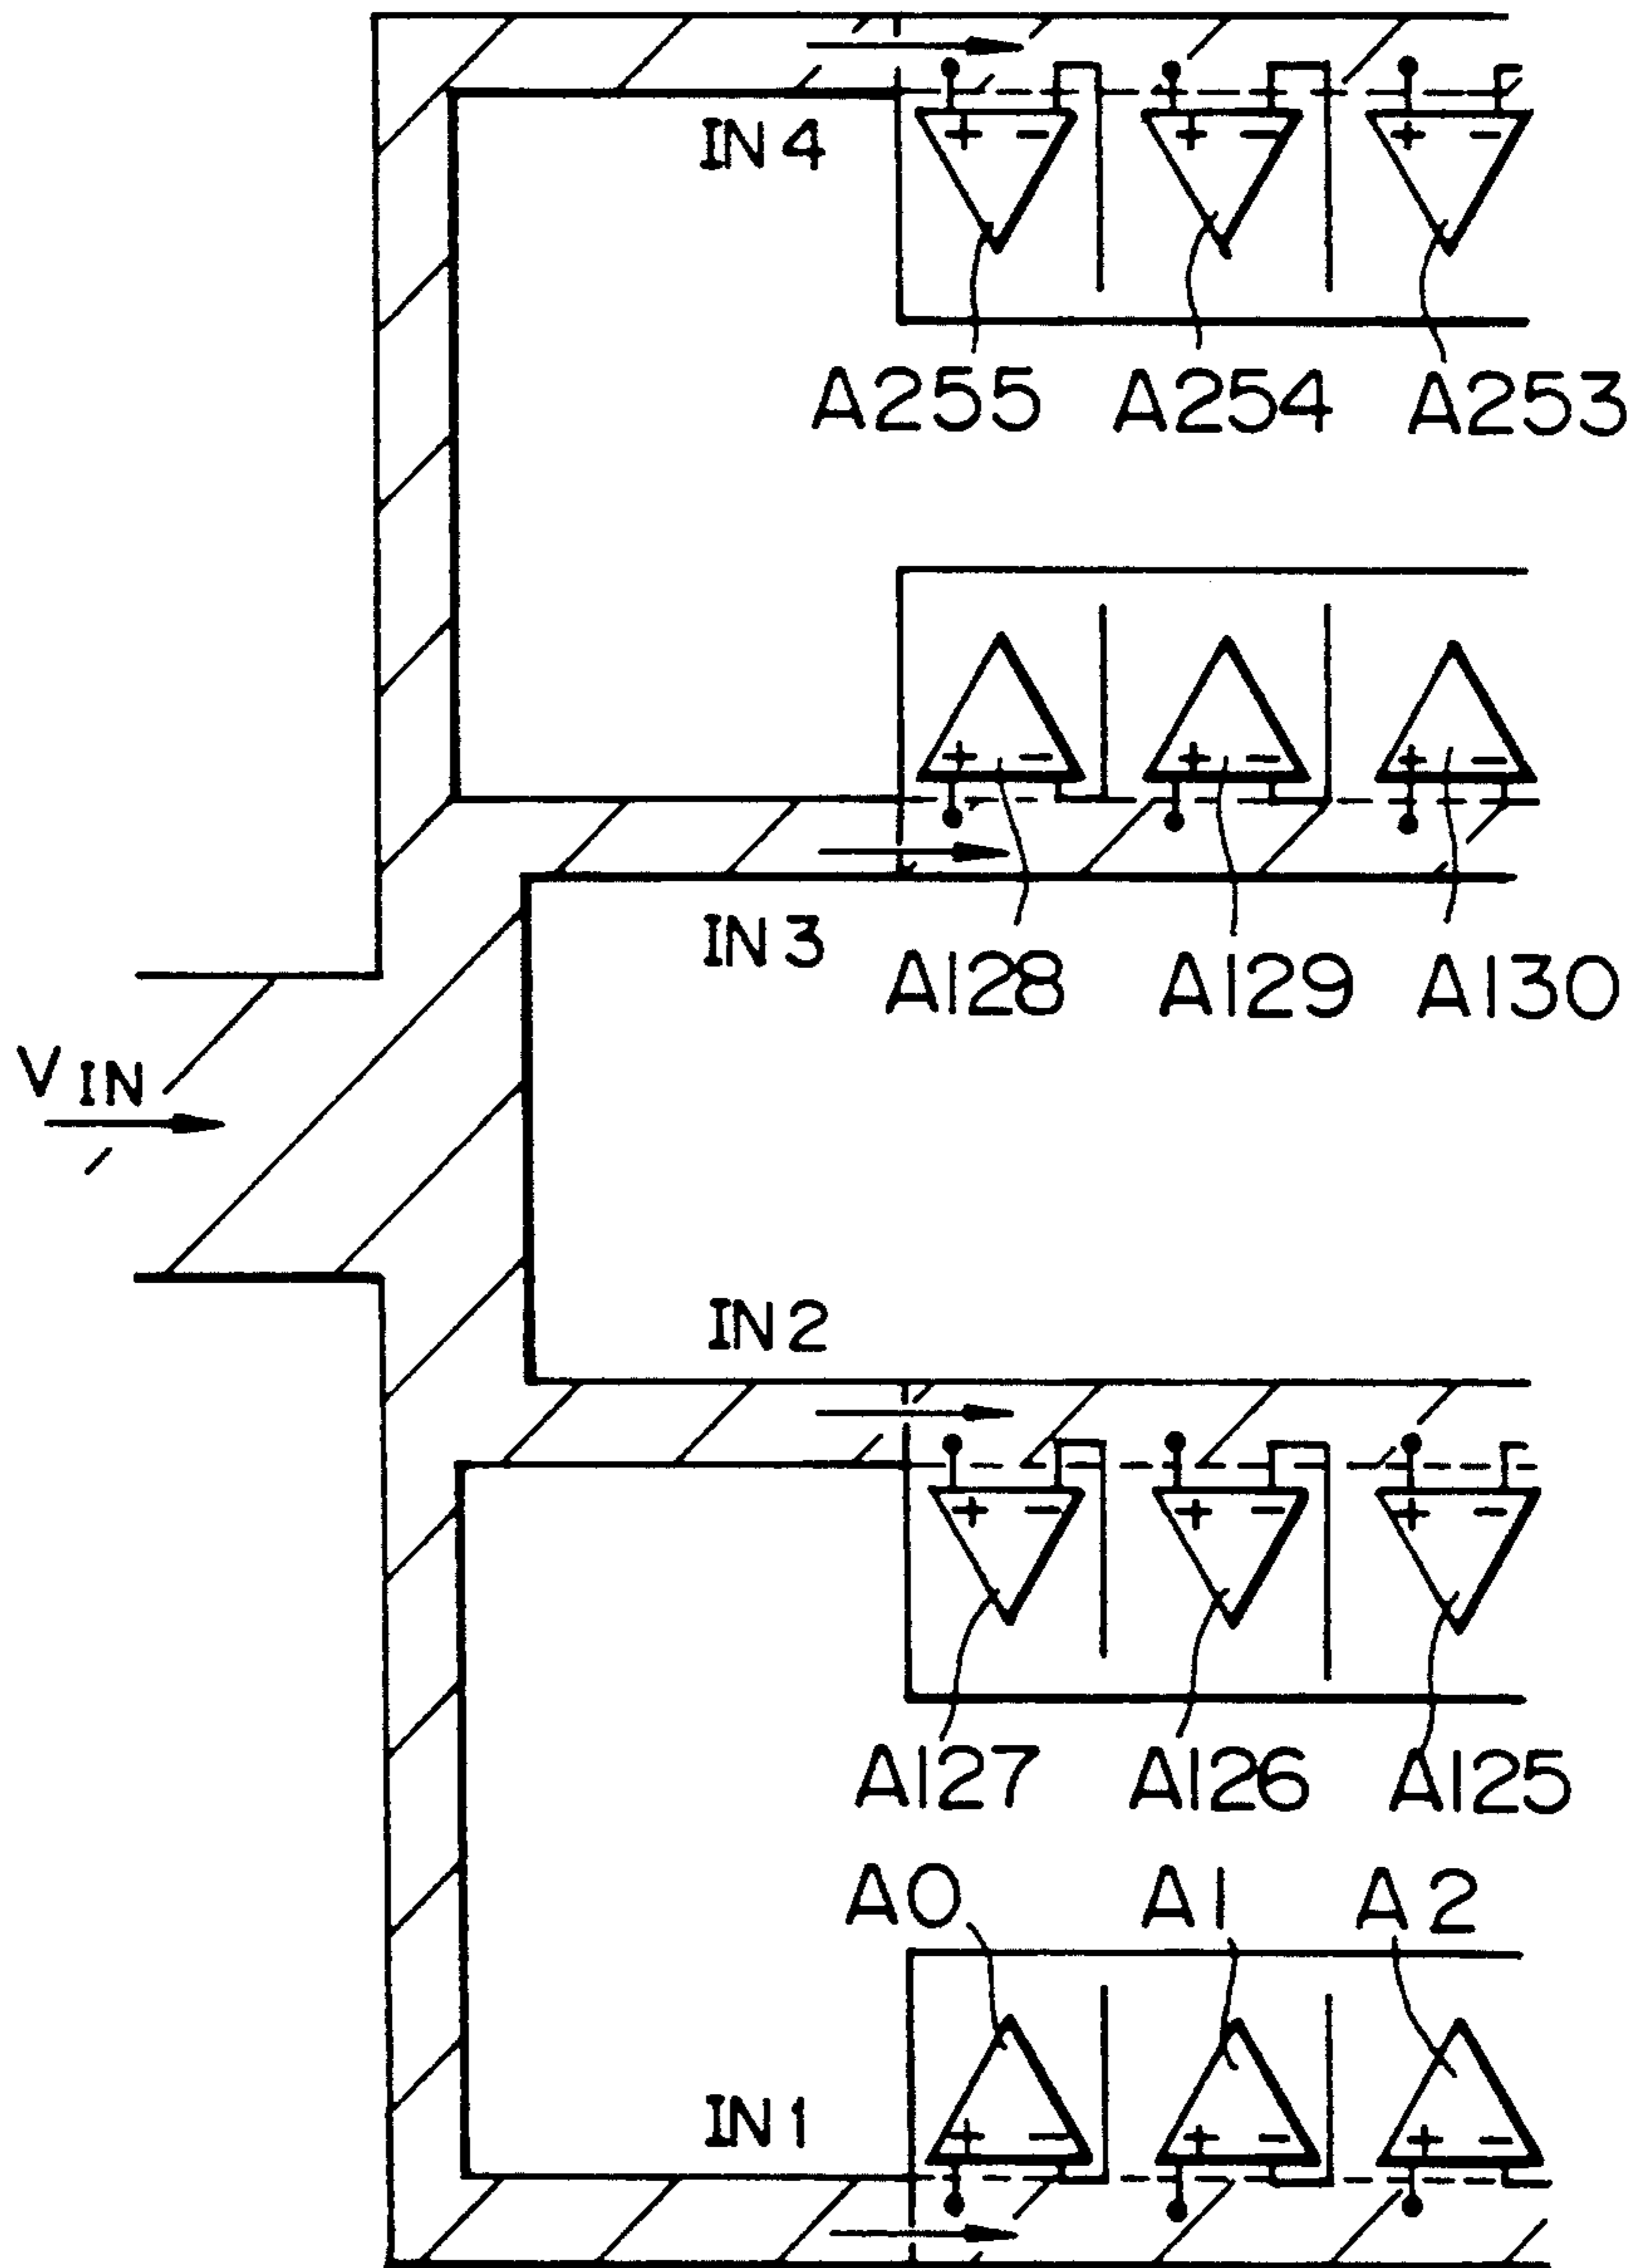 IN4
+ - + - + -
A255 A254 A253
+ - + - + -
IN3
A128 A129 A130
VIN
IN2
+ - + - + -
A127 A126 A125
A0 A1 A2
IN1
+ - + - + -